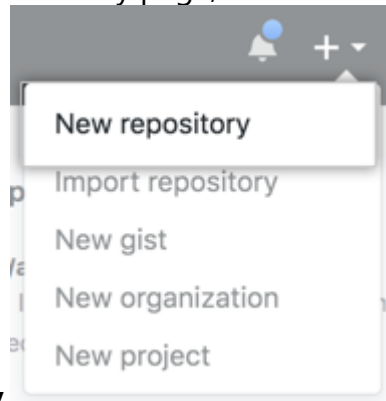 New repository
Import repository
New gist
New organization
New project